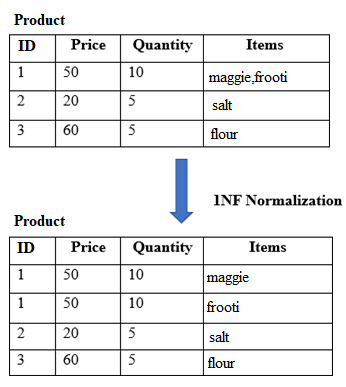 Product
ID Price Quantity Items
1 50 10 maggie,frooti
2 20 5 salt
3 60 5 flour
1NF Normalization
Product
ID Price Quantity Items
1 50 10 maggie
1 50 10 frooti
2 20 5 salt
3 60 5 flour